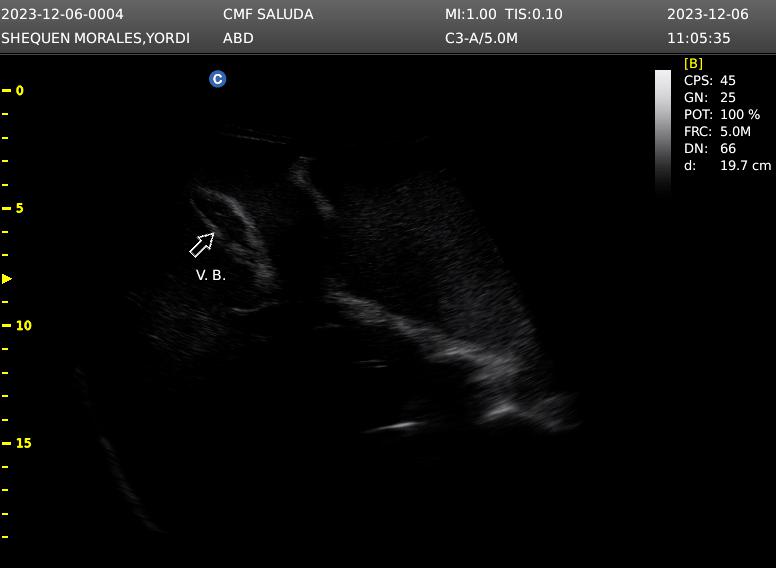 2023-12-06-0004 CMF SALUDA MI:1.00 TIS:0.10 2023-12-06
SHEQUEN MORALES,YORDI ABD C3-A/5.0M 11:05:35
[B]
CPS: 45
GN: 25
POT: 100 %
FRC: 5.0M
DN: 66
d: 19.7 cm
C
0
5
10
15
V. B.